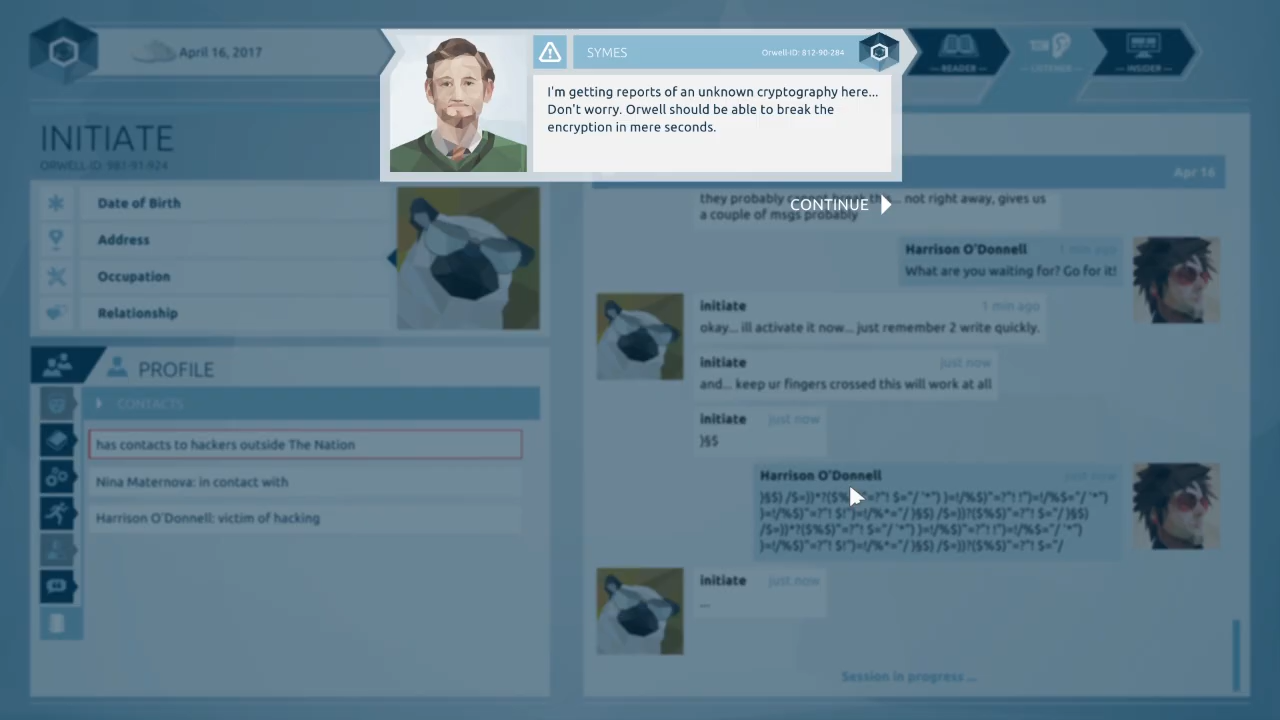 April 16, 2017
SYMES
Orwell-ID: 812-90-284
I'm getting reports of an unknown cryptography here...
Don't worry. Orwell should be able to break the
encryption in mere seconds.
CONTINUE
READER
LISTENER
INSIDER
INITIATE
ORWELL-ID: 981-91-924
Date of Birth
Address
Occupation
Relationship
PROFILE
CONTACTS
has contacts to hackers outside The Nation
Nina Maternova: in contact with
Harrison O'Donnell: victim of hacking
Apr 16
they probably cannot break this... not right away, gives us
a couple of msgs probably
Harrison O'Donnell 1 min ago
What are you waiting for? Go for it!
initiate 1 min ago
okay... ill activate it now... just remember 2 write quickly.
initiate just now
and... keep ur fingers crossed this will work at all
initiate just now
}§$
Harrison O'Donnell just now
initiate just now
...
Session in progress...